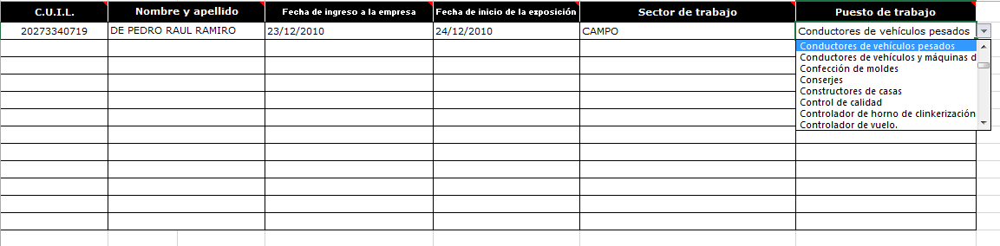 C.U.I.L. Nombre y apellido Fecha de ingreso a la empresa Fecha de inicio de la exposición Sector de trabajo Puesto de trabajo
20273340719 DE PEDRO RAUL RAMIRO 23/12/2010 24/12/2010 CAMPO Conductores de vehículos pesados
Conductores de vehículos pesados
Conductores de vehículos y máquinas d
Confección de moldes
Conserjes
Constructores de casas
Control de calidad
Controlador de horno de clinkerización
Controlador de vuelo.